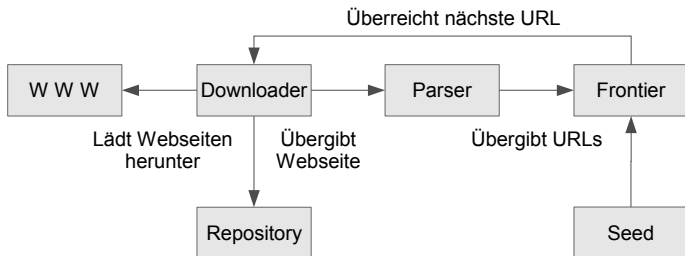 Überreicht nächste URL
W W W
Downloader
Parser
Frontier
Lädt Webseiten
herunter
Übergibt
Webseite
Übergibt URLs
Repository
Seed